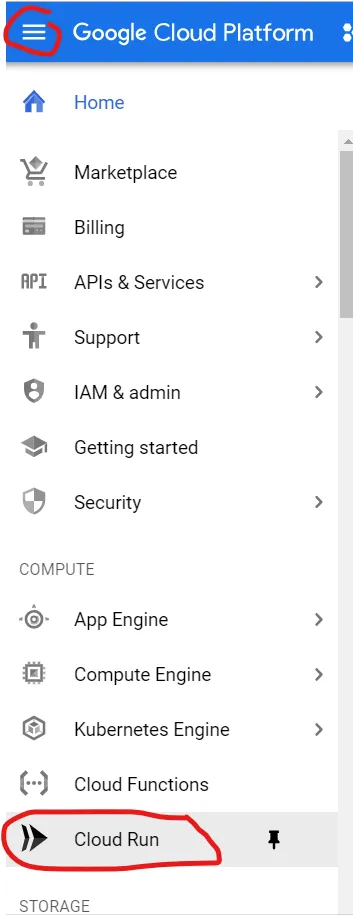 Google Cloud Platform
Home
Marketplace
Billing
API APIs & Services
Support
IAM & admin
Getting started
Security
COMPUTE
App Engine
Compute Engine
Kubernetes Engine
Cloud Functions
Cloud Run
STORAGE